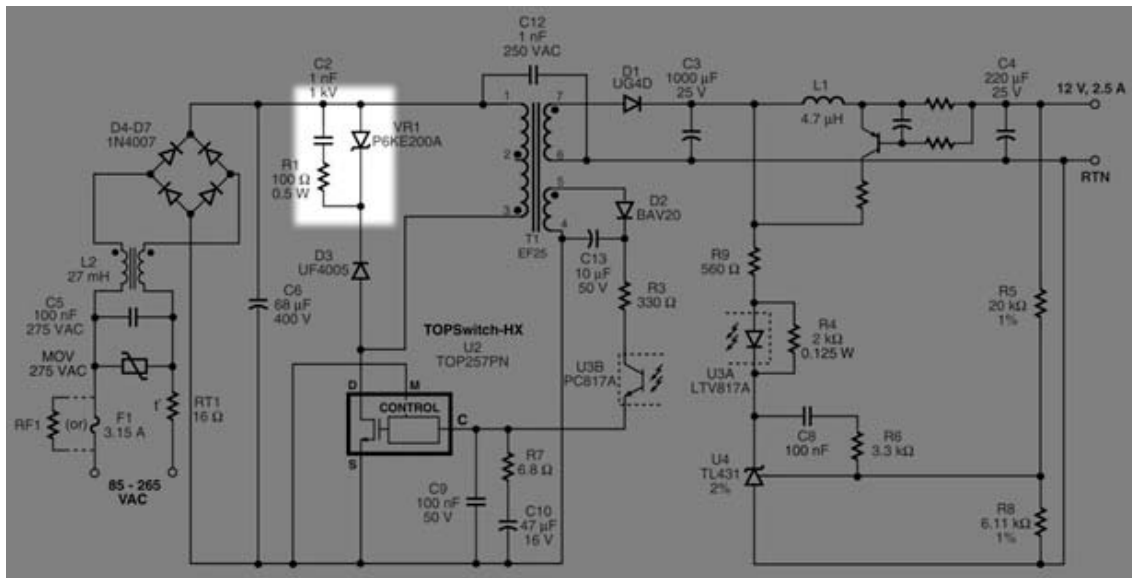 C12
1 nF
250 VAC
C2
1 nF
1 kV
D1
UG4D
C3
1000 µF
25 V
L1
4.7 µH
C4
220 µF
25 V
12 V, 2.5 A
RTN
D4-D7
1N4007
VR1
P6KE200A
R1
100 Ω
0.5 W
1
2
3
7
6
5
4
T1
EF25
D2
BAV20
C13
10 µF
50 V
L2
27 mH
D3
UF4005
C6
68 µF
400 V
R3
330 Ω
R9
560 Ω
R5
20 kΩ
1%
C5
100 nF
275 VAC
TOPSwitch-HX
U2
TOP257PN
R4
2 kΩ
0.125 W
MOV
275 VAC
U3B
PC817A
U3A
LTV817A
RF1
(or)
F1
3.15 A
t°
RT1
16 Ω
D
M
CONTROL
C
S
R7
6.8 Ω
C8
100 nF
R6
3.3 kΩ
U4
TL431
2%
85 - 265
VAC
C9
100 nF
50 V
C10
47 µF
16 V
R8
6.11 kΩ
1%